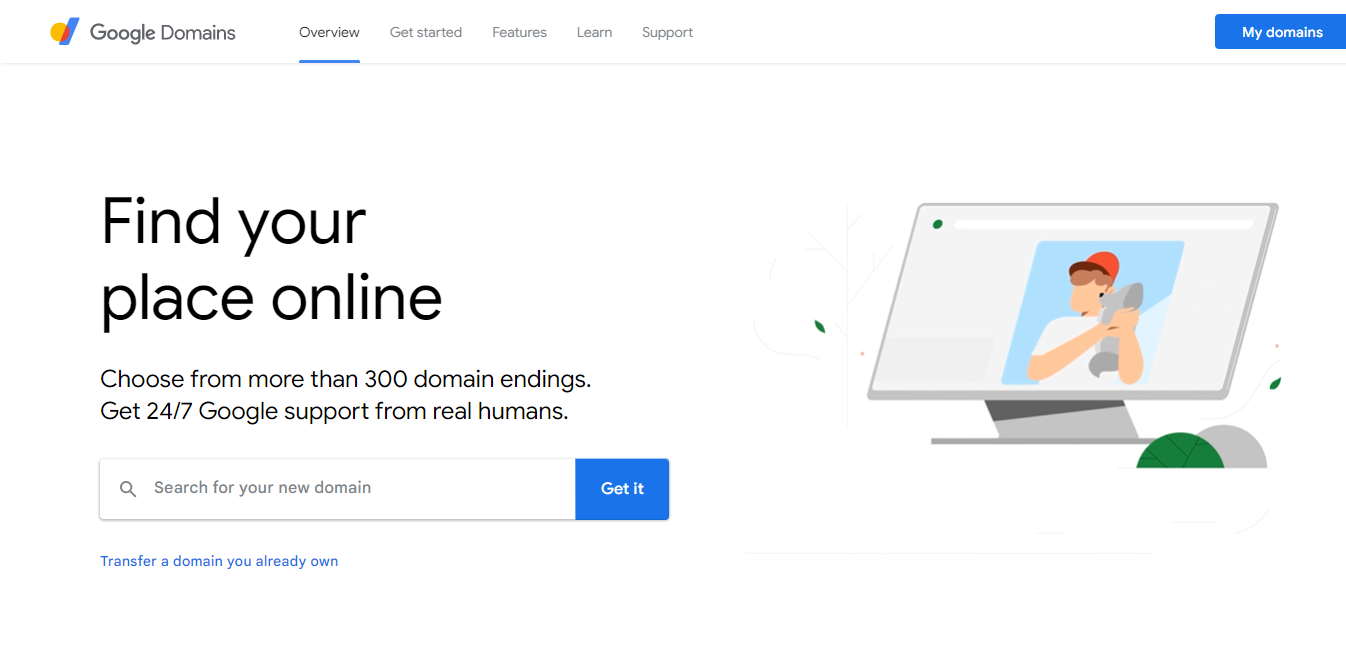 Google Domains
Overview
Get started
Features
Learn
Support
My domains
Find your
place online
Choose from more than 300 domain endings.
Get 24/7 Google support from real humans.
Search for your new domain
Get it
Transfer a domain you already own